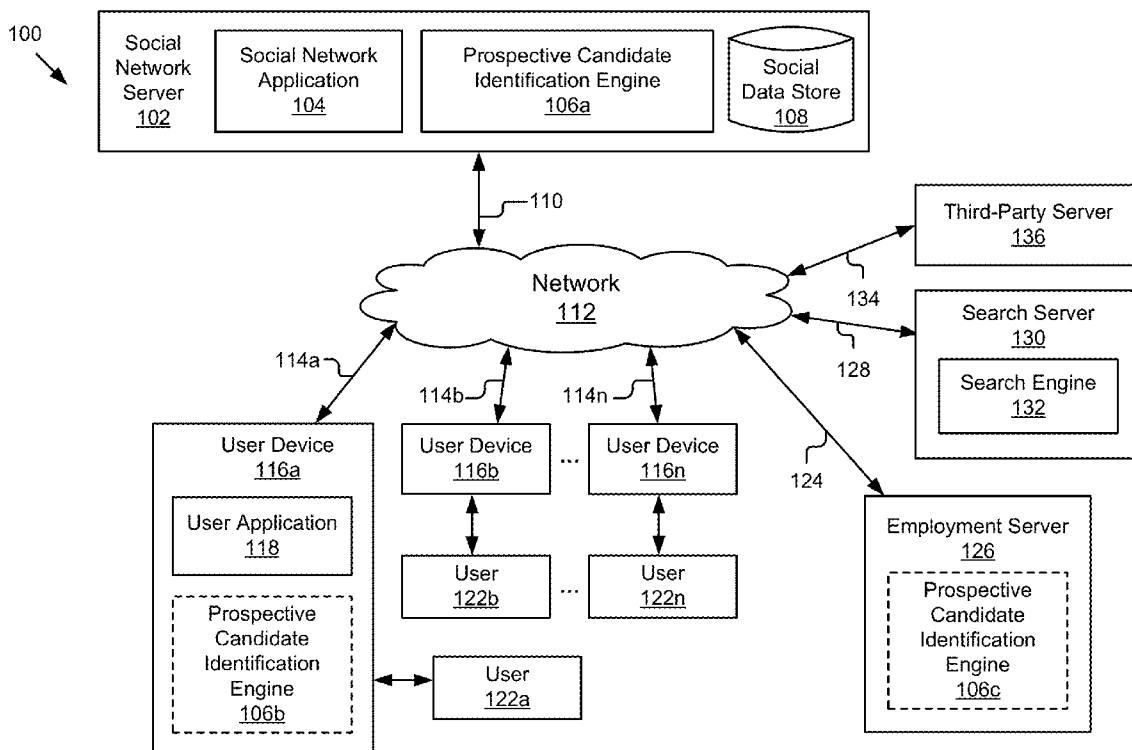 100
Social
Network
Server
102
Social Network
Application
104
Prospective Candidate
Identification Engine
106a
Social
Data Store
108
110
Network
112
Third-Party Server
136
134
Search Server
130
Search Engine
132
128
114a
114b
114n
124
User Device
116a
User Application
118
Prospective
Candidate
Identification
Engine
106b
User Device
116b
...
User Device
116n
User
122b
...
User
122n
User
122a
Employment Server
126
Prospective
Candidate
Identification
Engine
106c